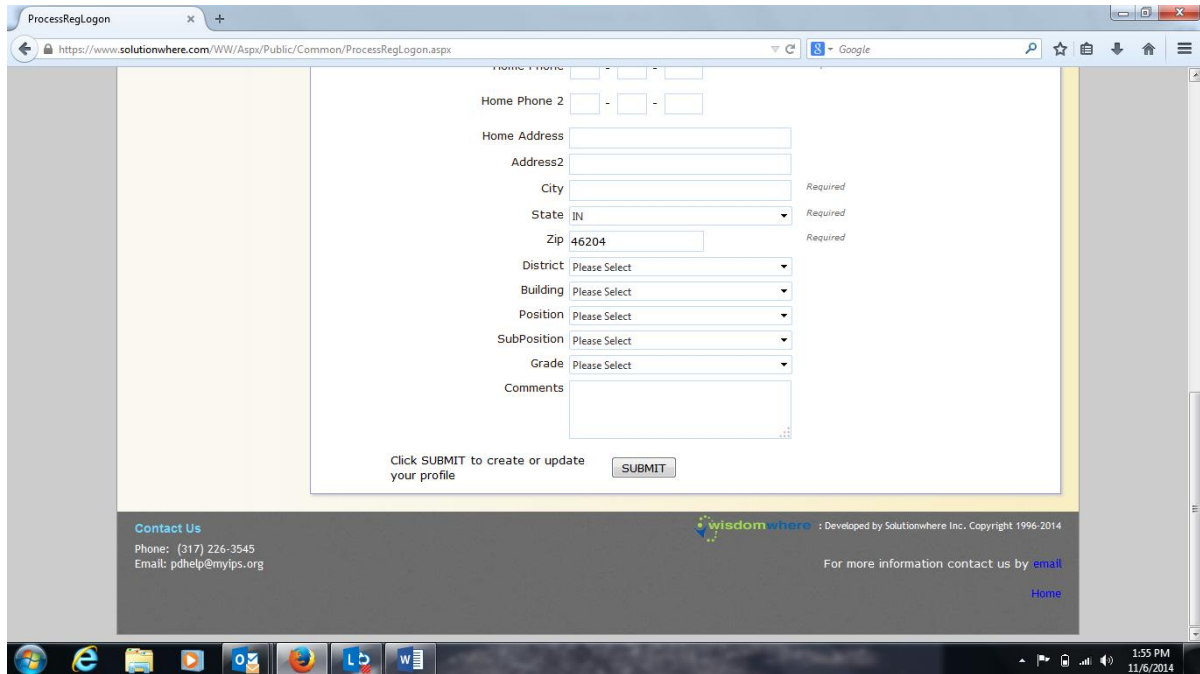 ProcessRegLogon
https://www.solutionwhere.com/WW/Aspx/Public/Common/ProcessRegLogon.aspx
Google
Home Phone - -
Home Phone 2 - -
Home Address
Address2
City Required
State IN Required
Zip 46204 Required
District Please Select
Building Please Select
Position Please Select
SubPosition Please Select
Grade Please Select
Comments
Click SUBMIT to create or update
your profile
SUBMIT
Contact Us
Phone: (317) 226-3545
Email: pdhelp@myips.org
wisdomwhere : Developed by Solutionwhere Inc. Copyright 1996-2014
For more information contact us by email
Home
1:55 PM
11/6/2014